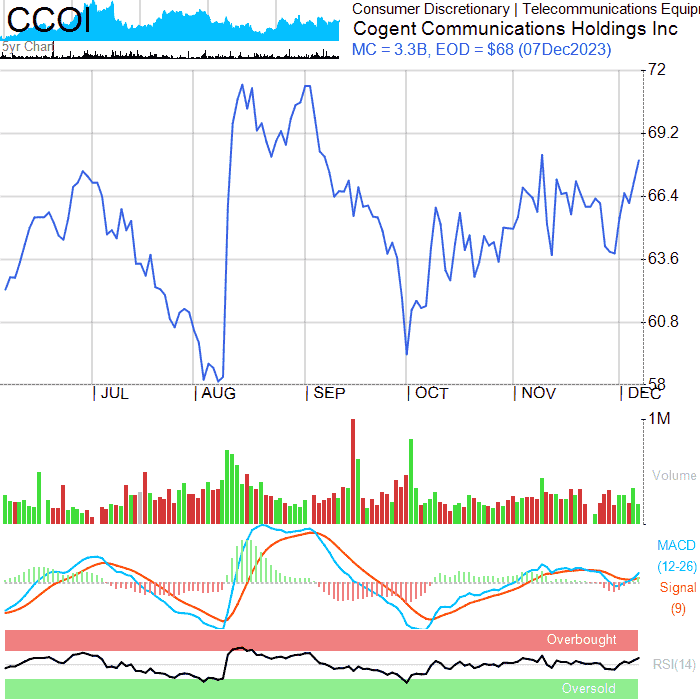 CCOI
5yr Chart
Consumer Discretionary | Telecommunications Equip
Cogent Communications Holdings Inc
MC = 3.3B, EOD = $68 (07Dec2023)
72
69.2
66.4
63.6
60.8
58
| JUL
| AUG
| SEP
| OCT
| NOV
| DEC
1M
Volume
MACD
(12-26)
Signal
(9)
Overbought
RSI(14)
Oversold